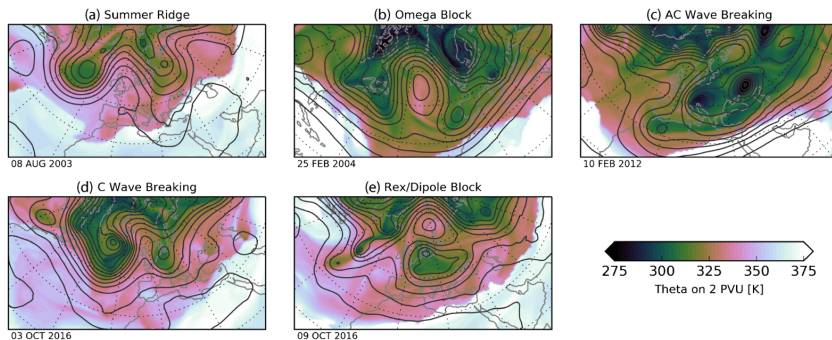 (a) Summer Ridge
(b) Omega Block
(c) AC Wave Breaking
08 AUG 2003
25 FEB 2004
10 FEB 2012
(d) C Wave Breaking
(e) Rex/Dipole Block
03 OCT 2016
09 OCT 2016
275 300 325 350 375
Theta on 2 PVU [K]